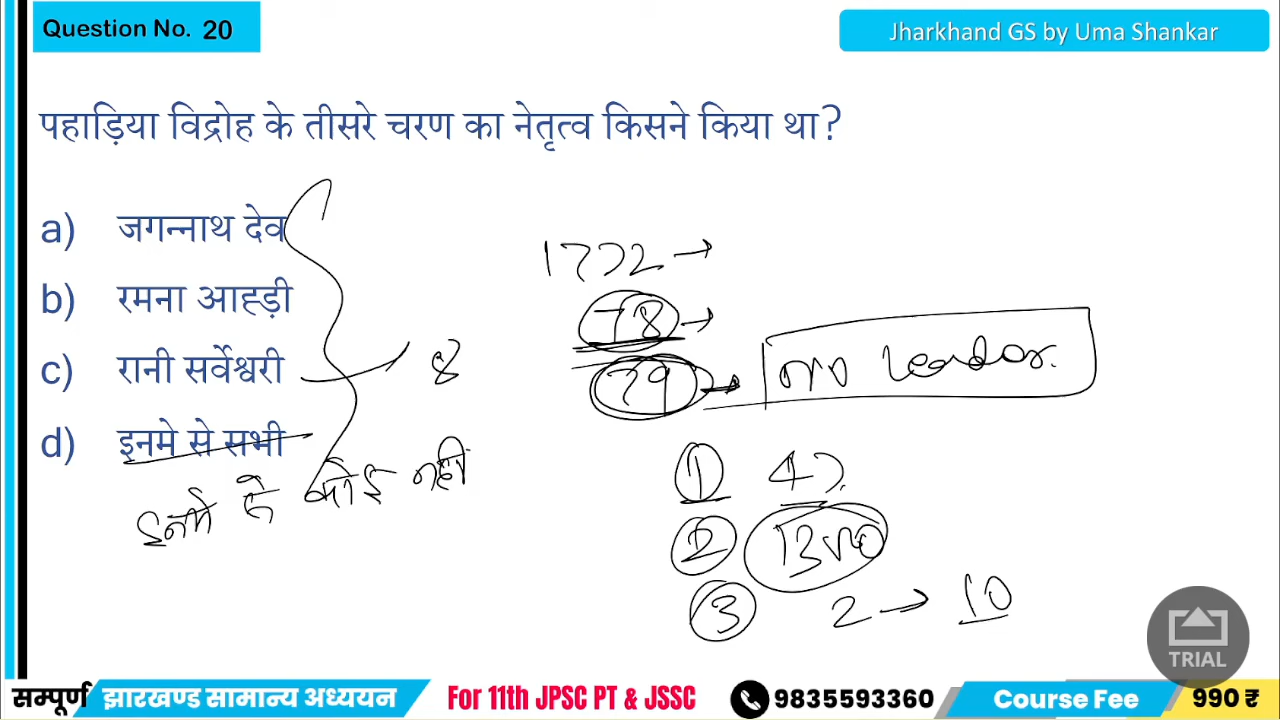 Question No. 20
Jharkhand GS by Uma Shankar
पहाड़िया विद्रोह के तीसरे चरण का नेतृत्व किसने किया था?
a) जगन्नाथ देव
b) रमना आह्ड़ी
c) रानी सर्वेश्वरी
d) इनमे से सभी
इनमे से कोई नही
8
1772 →
78 →
79 → no leader.
1
2
3 2 → 10
TRIAL
सम्पूर्ण झारखण्ड सामान्य अध्ययन For 11th JPSC PT & JSSC 9835593360 Course Fee 990 ₹